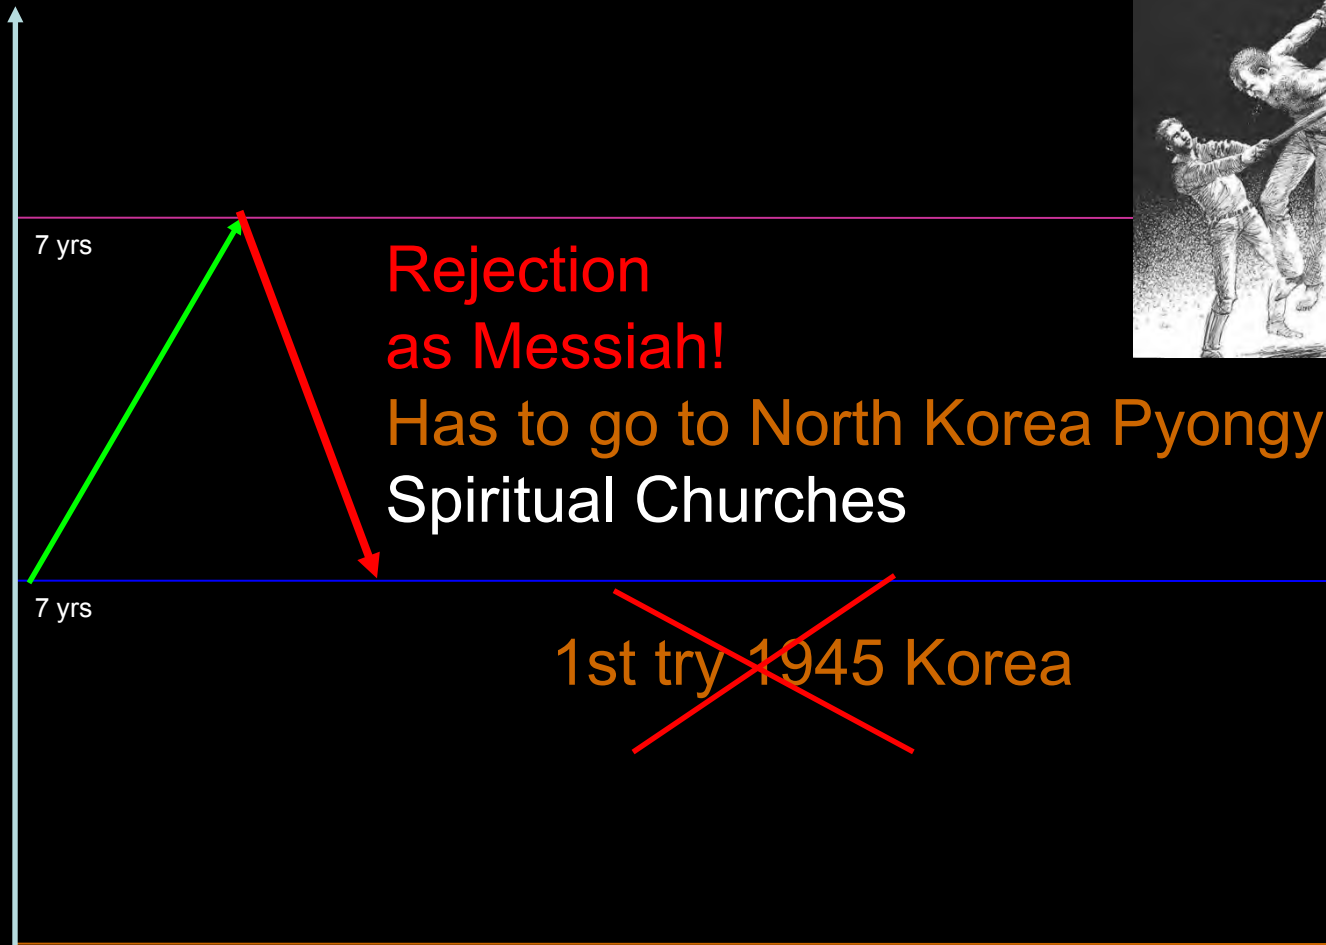 7 yrs
Rejection
as Messiah!
Has to go to North Korea Pyongy
Spiritual Churches
7 yrs
1st try 1945 Korea